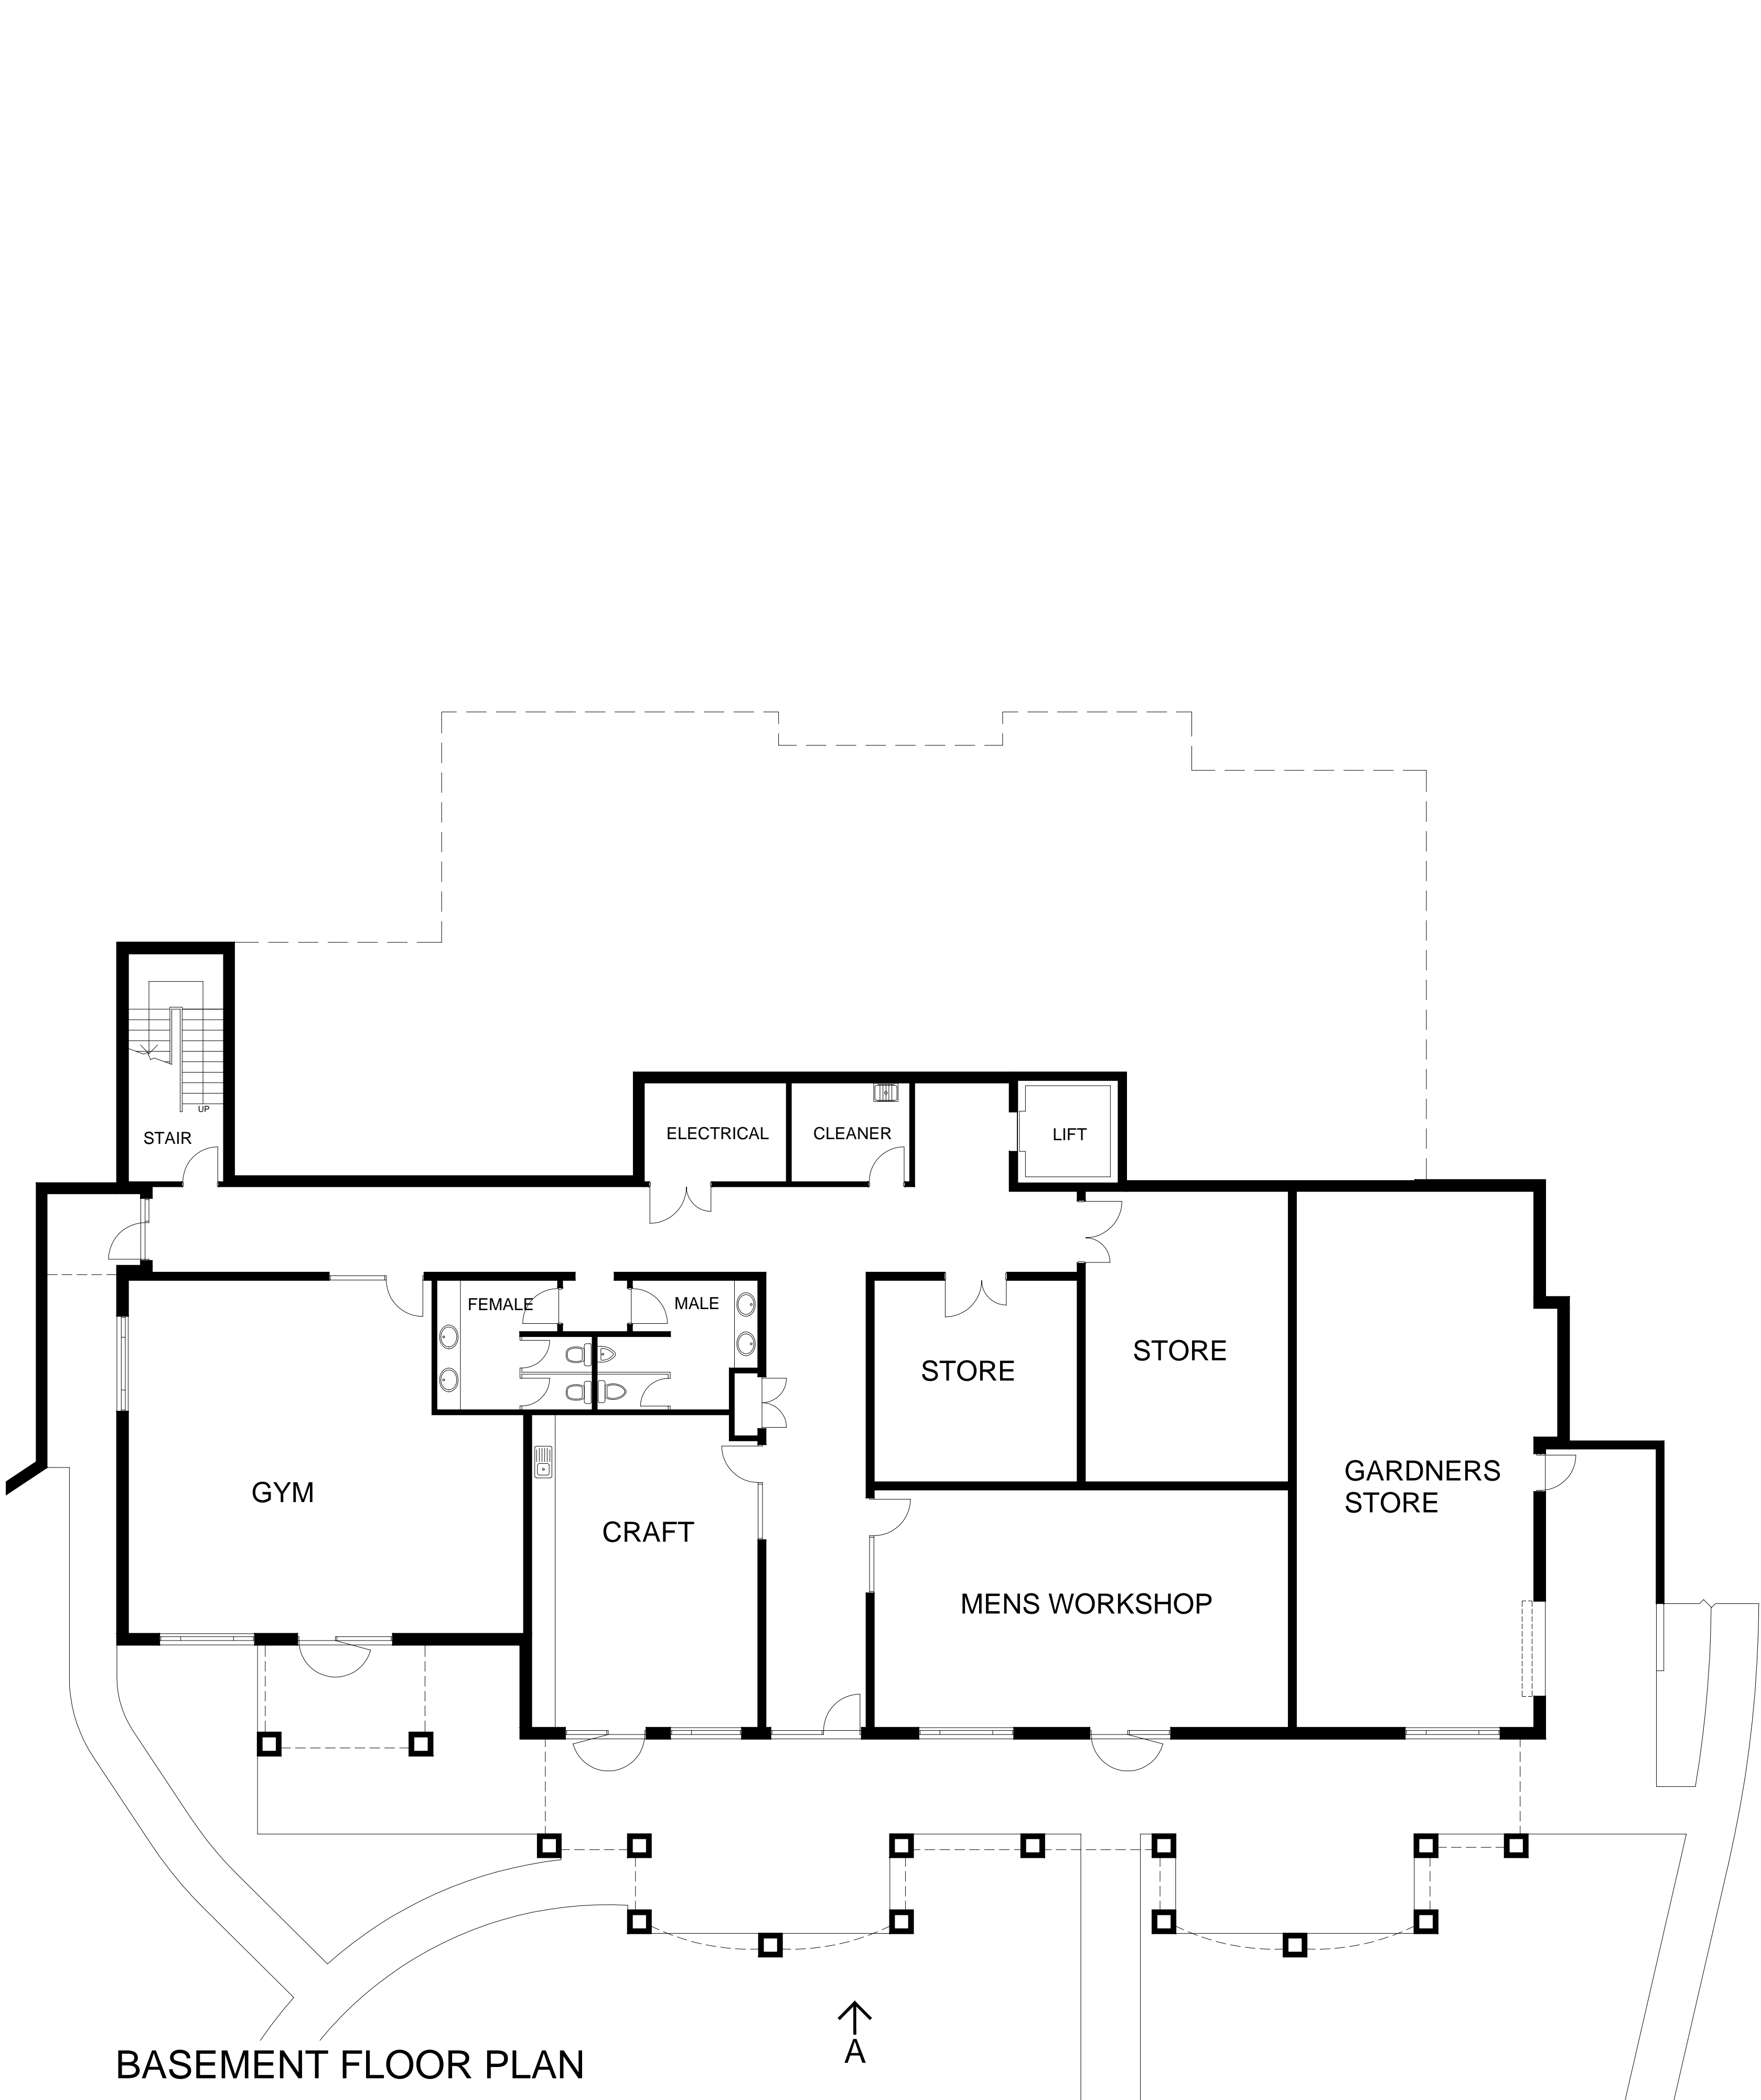 UP
STAIR
ELECTRICAL
CLEANER
LIFT
FEMALE
MALE
STORE
STORE
GYM
CRAFT
GARDNERS
STORE
MENS WORKSHOP
A
BASEMENT FLOOR PLAN